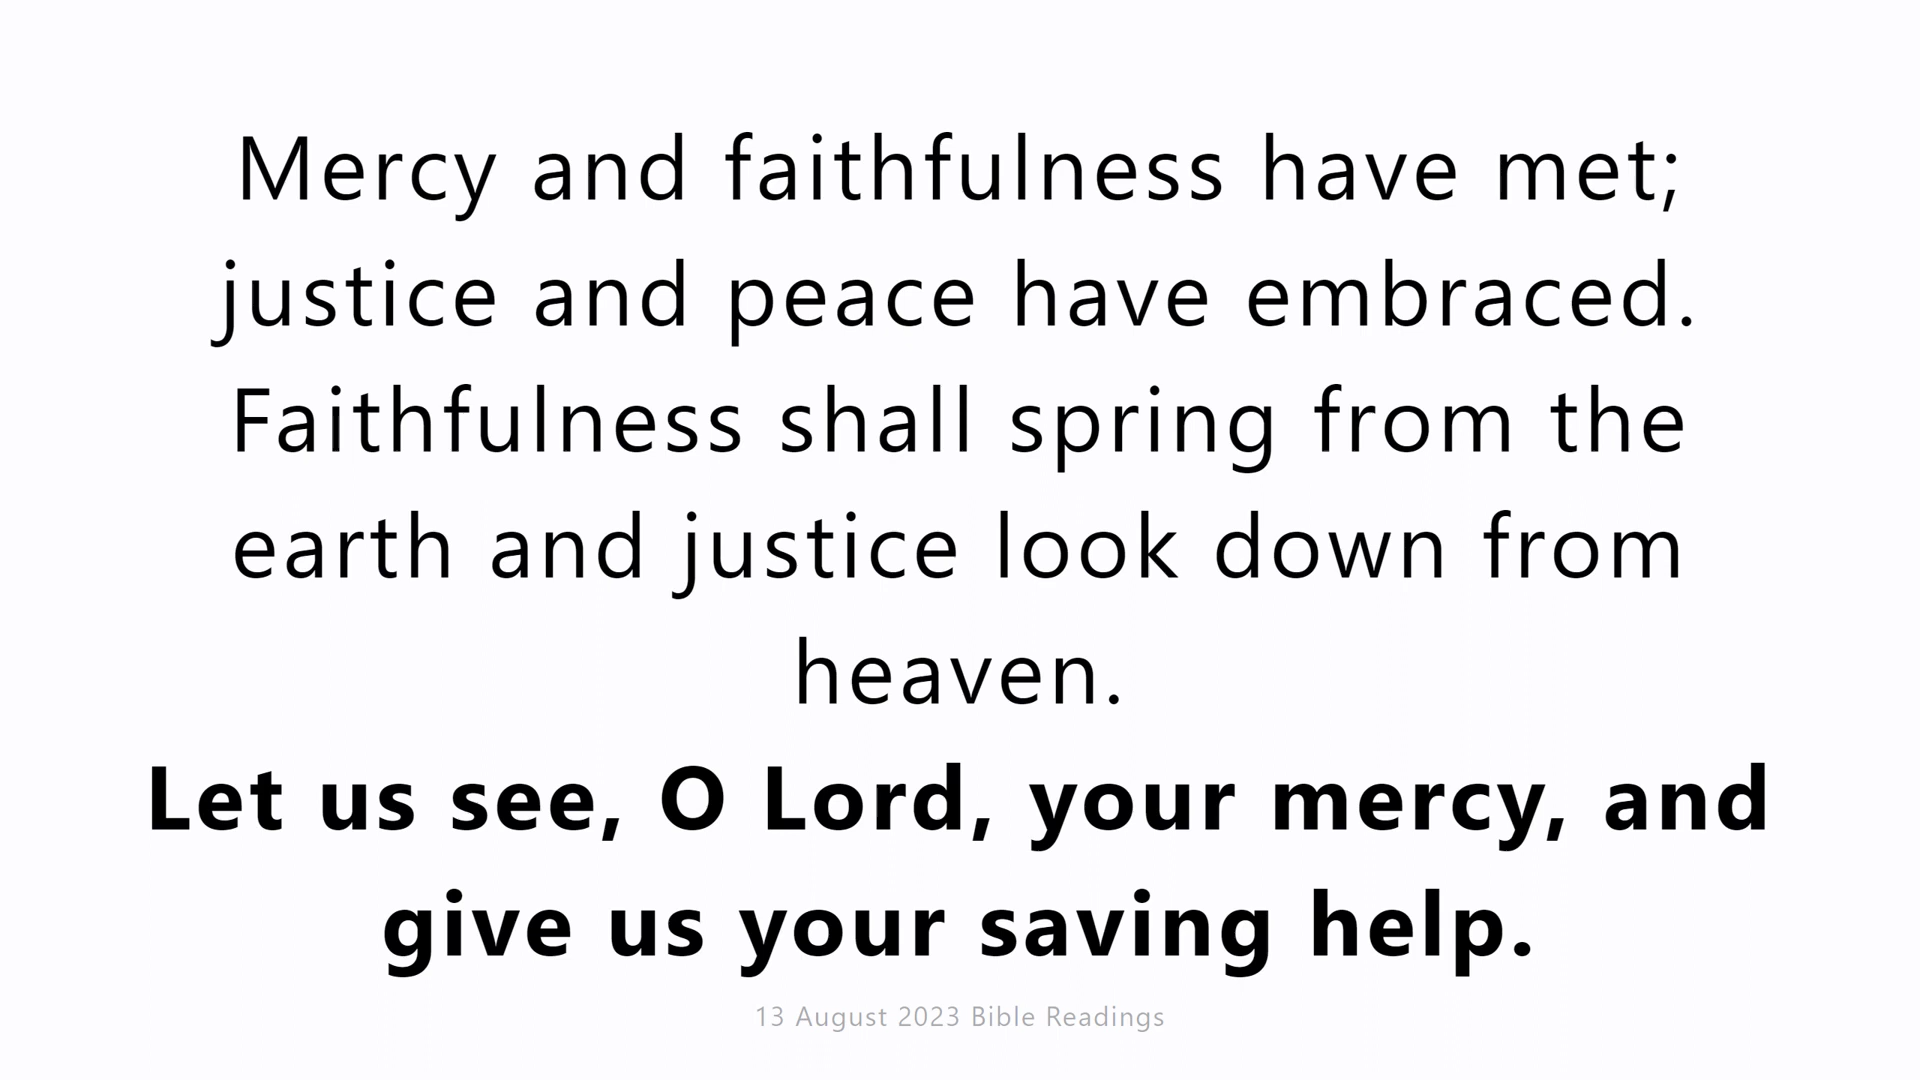 Mercy and faithfulness have met;
justice and peace have embraced.
Faithfulness shall spring from the
earth and justice look down from
heaven.
Let us see, O Lord, your mercy, and
give us your saving help.
13 August 2023 Bible Readings